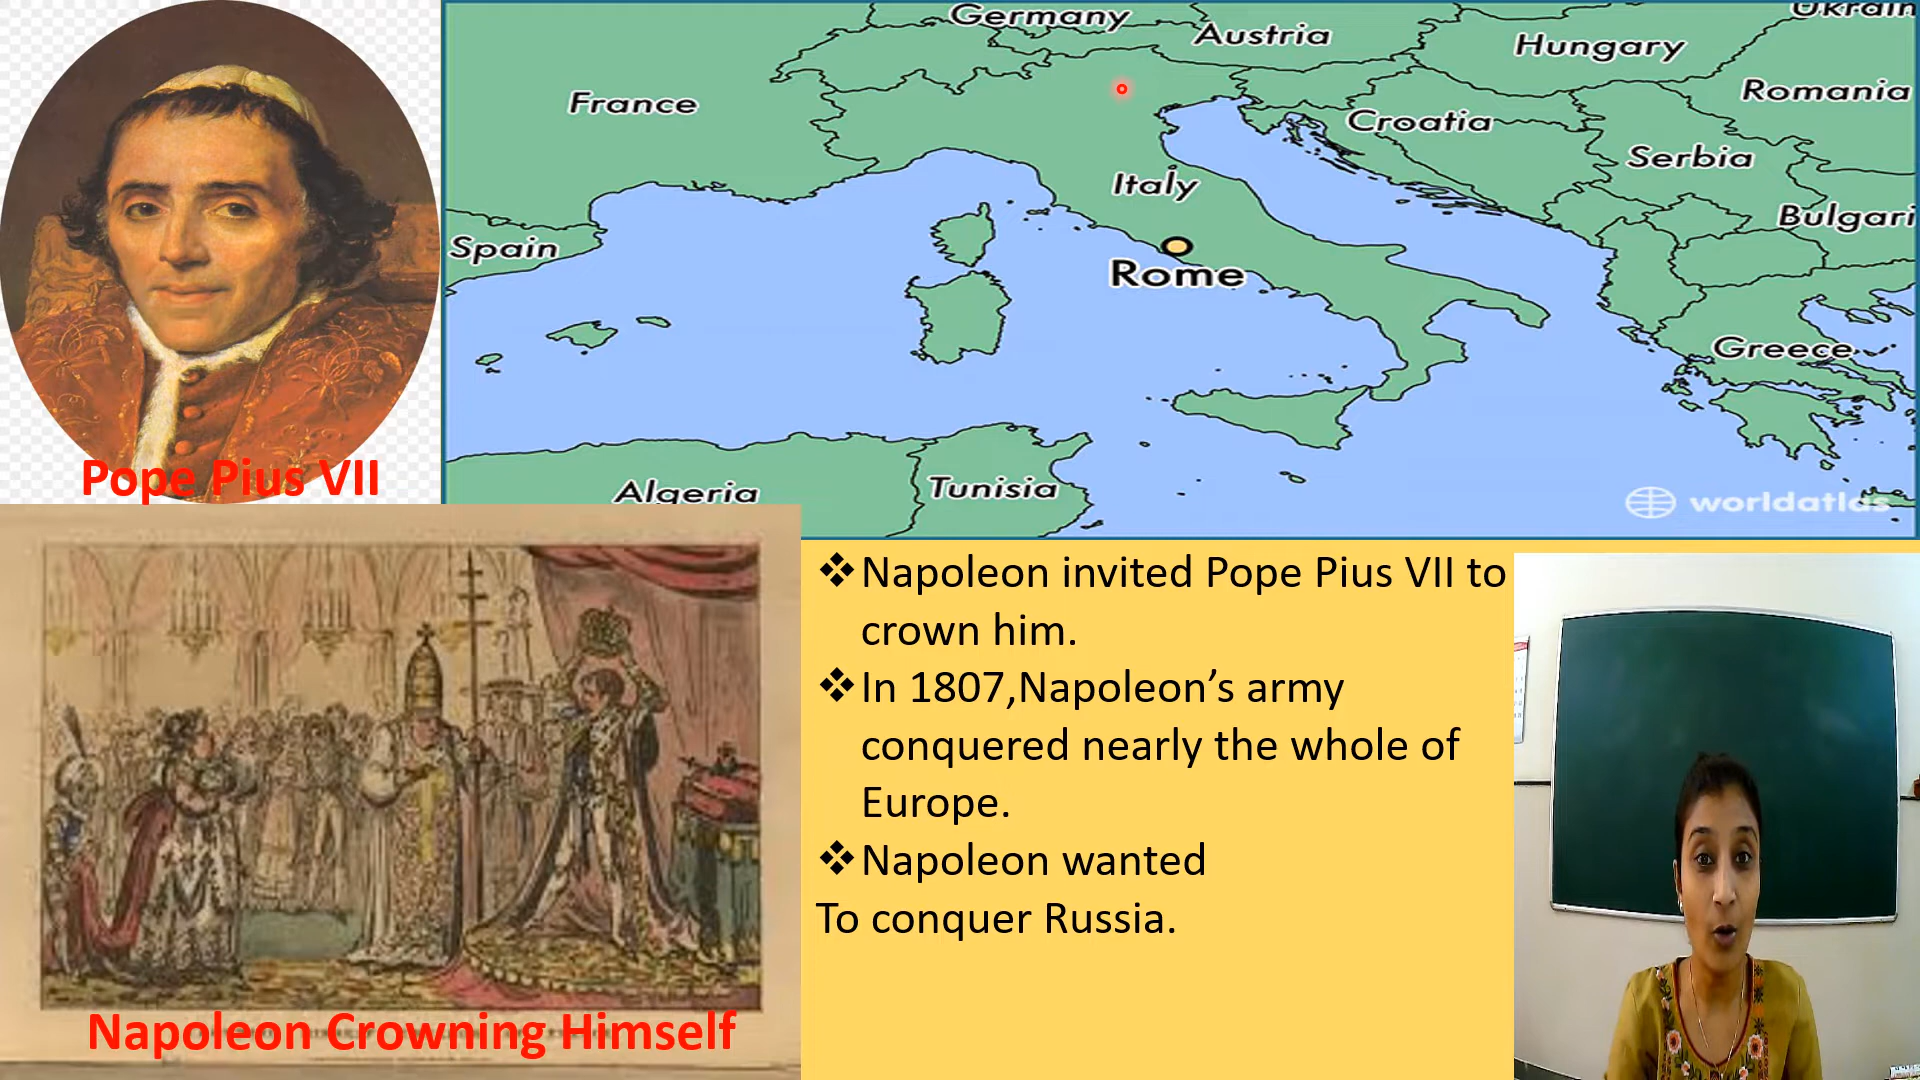 Pope Pius VII
Germany
Austria
Hungary
France
Romania
Croatia
Serbia
Italy
Spain
Rome
Greece
Algeria
Tunisia
worldatlas
❖Napoleon invited Pope Pius VII to
crown him.
❖In 1807,Napoleon’s army
conquered nearly the whole of
Europe.
❖Napoleon wanted
To conquer Russia.
Napoleon Crowning Himself